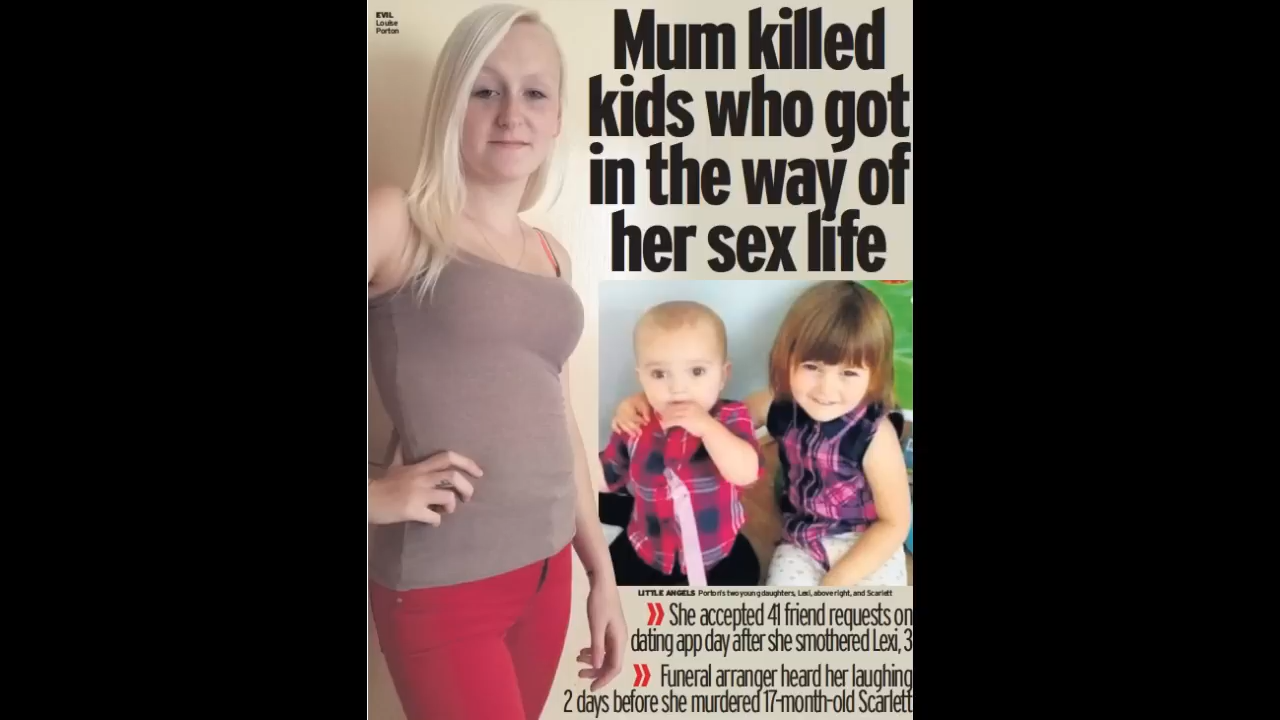 EVIL
Louise
Porton
Mum killed
kids who got
in the way of
her sex life
LITTLE ANGELS Porton's two young daughters, Lexi, above right, and Scarlett
» She accepted 41 friend requests on
dating app day after she smothered Lexi, 3
» Funeral arranger heard her laughing
2 days before she murdered 17-month-old Scarlett